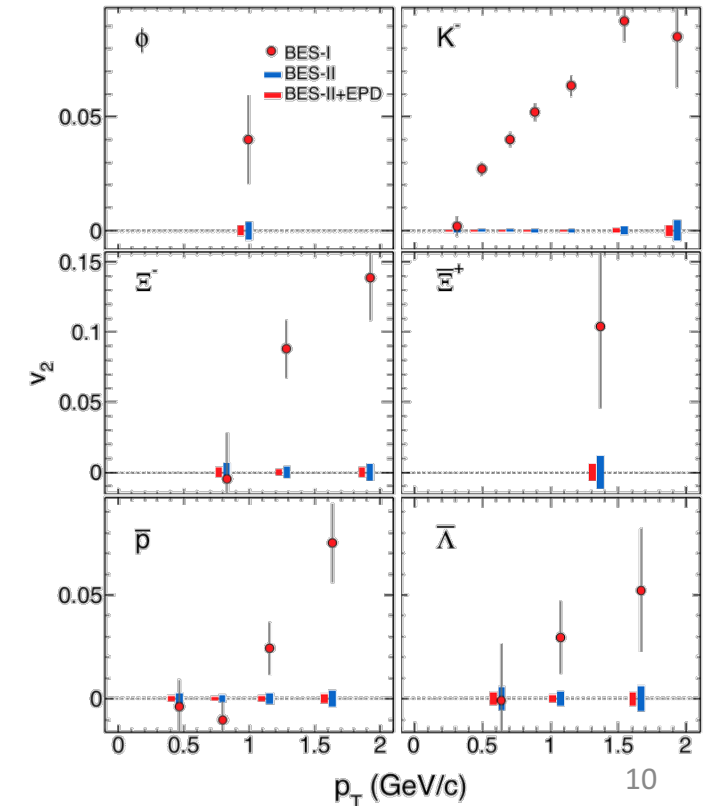 ϕ
BES-I
BES-II
BES-II+EPD
K⁻
0.05
0
Ξ⁻
Ξ̅⁺
0.15
0.1
0.05
0
v₂
p̅
Λ̅
0.05
0
0 0.5 1 1.5 2 0 0.5 1 1.5 2
p_T (GeV/c)
10